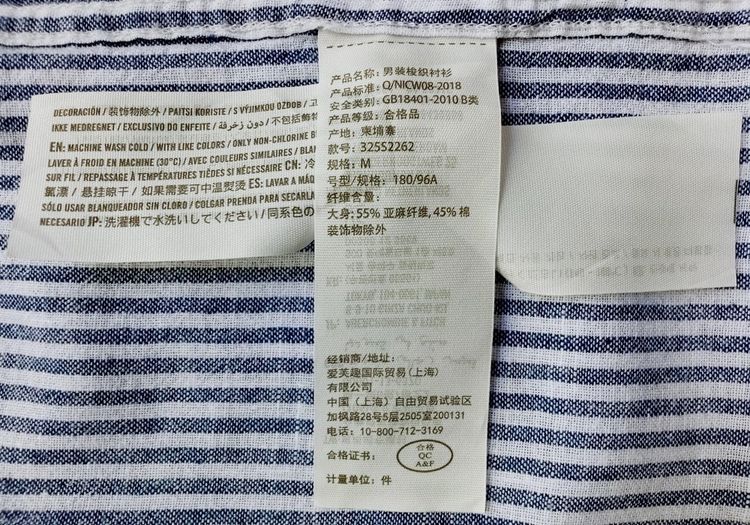 DECORACIÓN / 装饰物除外 / PAITSI KORISTE / S VÝJIMKOU OZDOB /
IKKE MEDREGNET / EXCLUSIVO DO ENFEITE / دون زخرفة / 不包括飾物
EN: MACHINE WASH COLD / WITH LIKE COLORS / ONLY NON-CHLORINE
LAVER À FROID EN MACHINE (30°C) / AVEC COULEURS SIMILAIRES /
SUR FIL / REPASSAGE À TEMPÉRATURES TIÈDES SI NÉCESSAIRE CN: 冷
氯漂 / 悬挂晾干 / 如果需要可中温熨烫 ES: LAVAR A
SÓLO USAR BLANQUEADOR SIN CLORO / COLGAR PRENDA PARA
NECESARIO JP: 洗濯機で水洗いしてください / 同系色の
产品名称: 男装梭织衬衫
产品标准: Q/NICW08-2018
安全类别: GB18401-2010 B类
产品等级: 合格品
产地: 柬埔寨
款号: 32552262
规格: M
号型/规格: 180/96A
纤维含量:
大身: 55% 亚麻纤维, 45% 棉
装饰物除外
经销商/地址:
爱芙趣国际贸易(上海)
有限公司
中国 (上海) 自由贸易试验区
加枫路28号5层2505室200131
电话: 10-800-712-3169
合格证书: 合格
QC
A&F
计量单位: 件